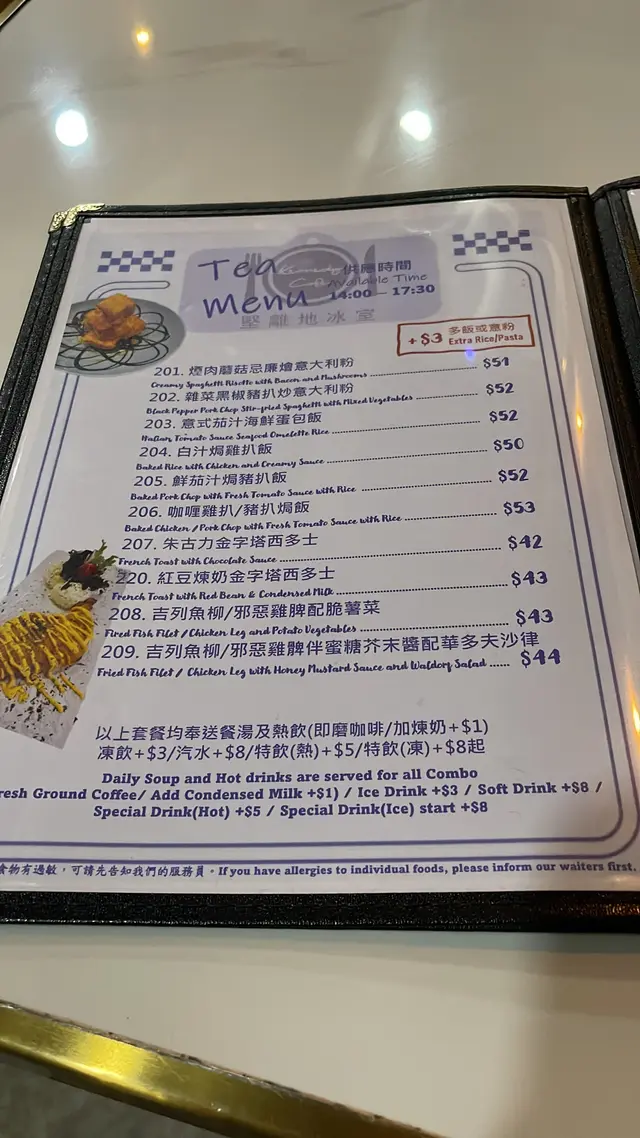 Tea
Menu
Kennedy
供應時間
Available Time
14:00 — 17:30
堅離地冰室
+$3 多飯或意粉
Extra Rice/Pasta
201. 煙肉蘑菇忌廉燴意大利粉 $51
Creamy Spaghetti Risotto with Bacon and Mushrooms
202. 雜菜黑椒豬扒炒意大利粉 $52
Black Pepper Pork Chop Stir-fried Spaghetti with Mixed Vegetables
203. 意式茄汁海鮮蛋包飯 $52
Italian Tomato Sauce Seafood Omelette Rice
204. 白汁焗雞扒飯 $50
Baked Rice with Chicken and Creamy Sauce
205. 鮮茄汁焗豬扒飯 $52
Baked Pork Chop with Fresh Tomato Sauce with Rice
206. 咖喱雞扒/豬扒焗飯 $53
Baked Chicken / Pork Chop with Fresh Tomato Sauce with Rice
207. 朱古力金字塔西多士 $42
French Toast with Chocolate Sauce
220. 紅豆煉奶金字塔西多士 $43
French Toast with Red Bean & Condensed Milk
208. 吉列魚柳/邪惡雞脾配脆薯菜 $43
Fired Fish Filet / Chicken Leg and Potato Vegetables
209. 吉列魚柳/邪惡雞髀伴蜜糖芥末醬配華多夫沙律 $44
Fried Fish Filet / Chicken Leg with Honey Mustard Sauce and Waldorf Salad
以上套餐均奉送餐湯及熱飲(即磨咖啡/加煉奶+$1)
凍飲+$3/汽水+$8/特飲(熱)+$5/特飲(凍)+$8起
Daily Soup and Hot drinks are served for all Combo
resh Ground Coffee/ Add Condensed Milk +$1) / Ice Drink +$3 / Soft Drink +$8 /
Special Drink(Hot) +$5 / Special Drink(Ice) start +$8
食物有過敏，可請先告知我們的服務員。If you have allergies to individual foods, please inform our waiters first.